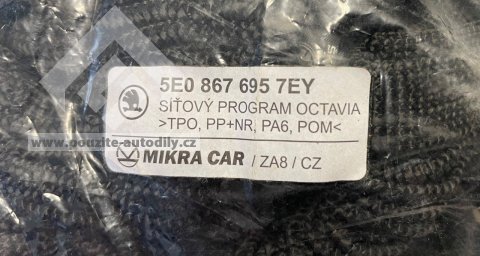 5E0 867 695 7EY
SÍŤOVÝ PROGRAM OCTAVIA
>TPO, PP+NR, PA6, POM<
www.pouzite-autodily.cz
MIKRA CAR / ZA8 / CZ